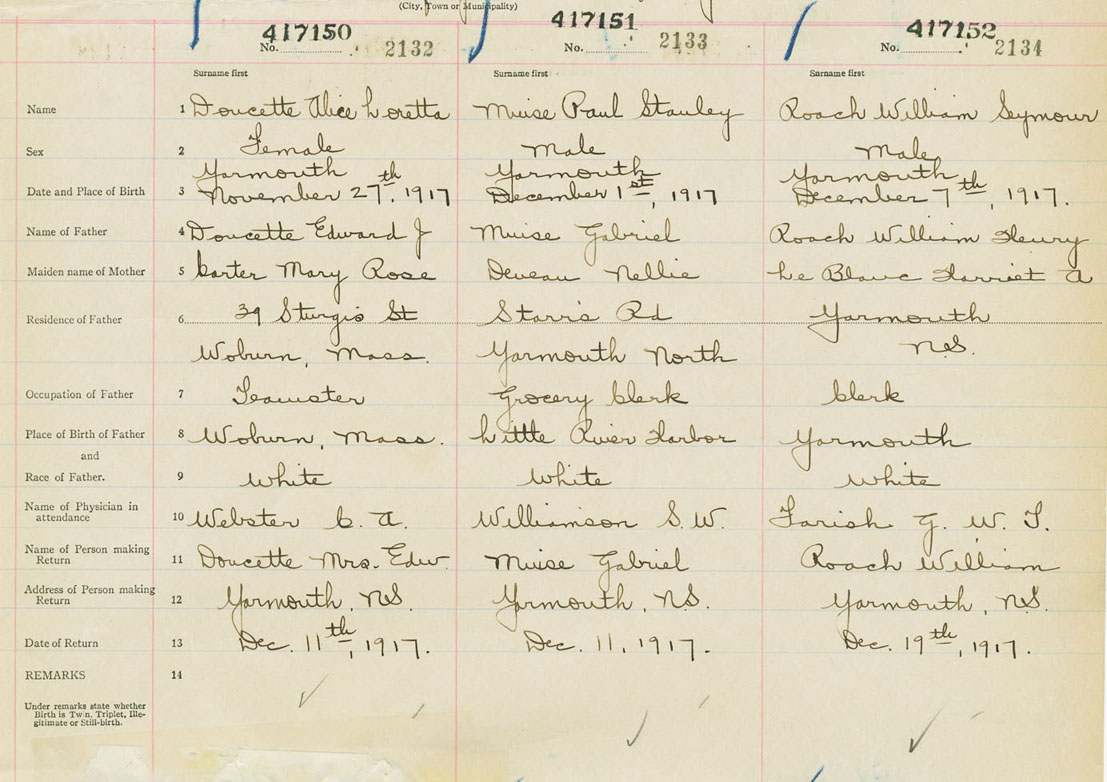 (City, Town or Municipality)
417150 417151 417152
No. 2132 No. 2133 No. 2134
Surname first Surname first Surname first
Name 1 Doucette Alice Loretta Muise Paul Stanley Roach William Seymour
Sex 2 Female Male Male
Yarmouth Yarmouth Yarmouth
Date and Place of Birth 3 November 27th, 1917 December 1st, 1917 December 7th, 1917.
Name of Father 4 Doucette Edward J Muise Gabriel Roach William Henry
Maiden name of Mother 5 Carter Mary Rose Deveau Nellie Le Blanc Harriet A
Residence of Father 6 39 Sturgis St Starr's Rd Yarmouth
Woburn, Mass. Yarmouth North N.S.
Occupation of Father 7 Teamster Grocery Clerk Clerk
Place of Birth of Father 8 Woburn, Mass. Little River Harbor Yarmouth
and
Race of Father. 9 White White White
Name of Physician in
attendance 10 Webster C. A. Williamson S. W. Farish G. W. T.
Name of Person making
Return 11 Doucette Mrs. Edw. Muise Gabriel Roach William
Address of Person making
Return 12 Yarmouth, N.S. Yarmouth, N.S. Yarmouth, N.S.
Date of Return 13 Dec. 11th, 1917. Dec. 11, 1917. Dec. 19th, 1917.
REMARKS 14
Under remarks state whether
Birth is Twin, Triplet, Ille-
gitimate or Still-birth.